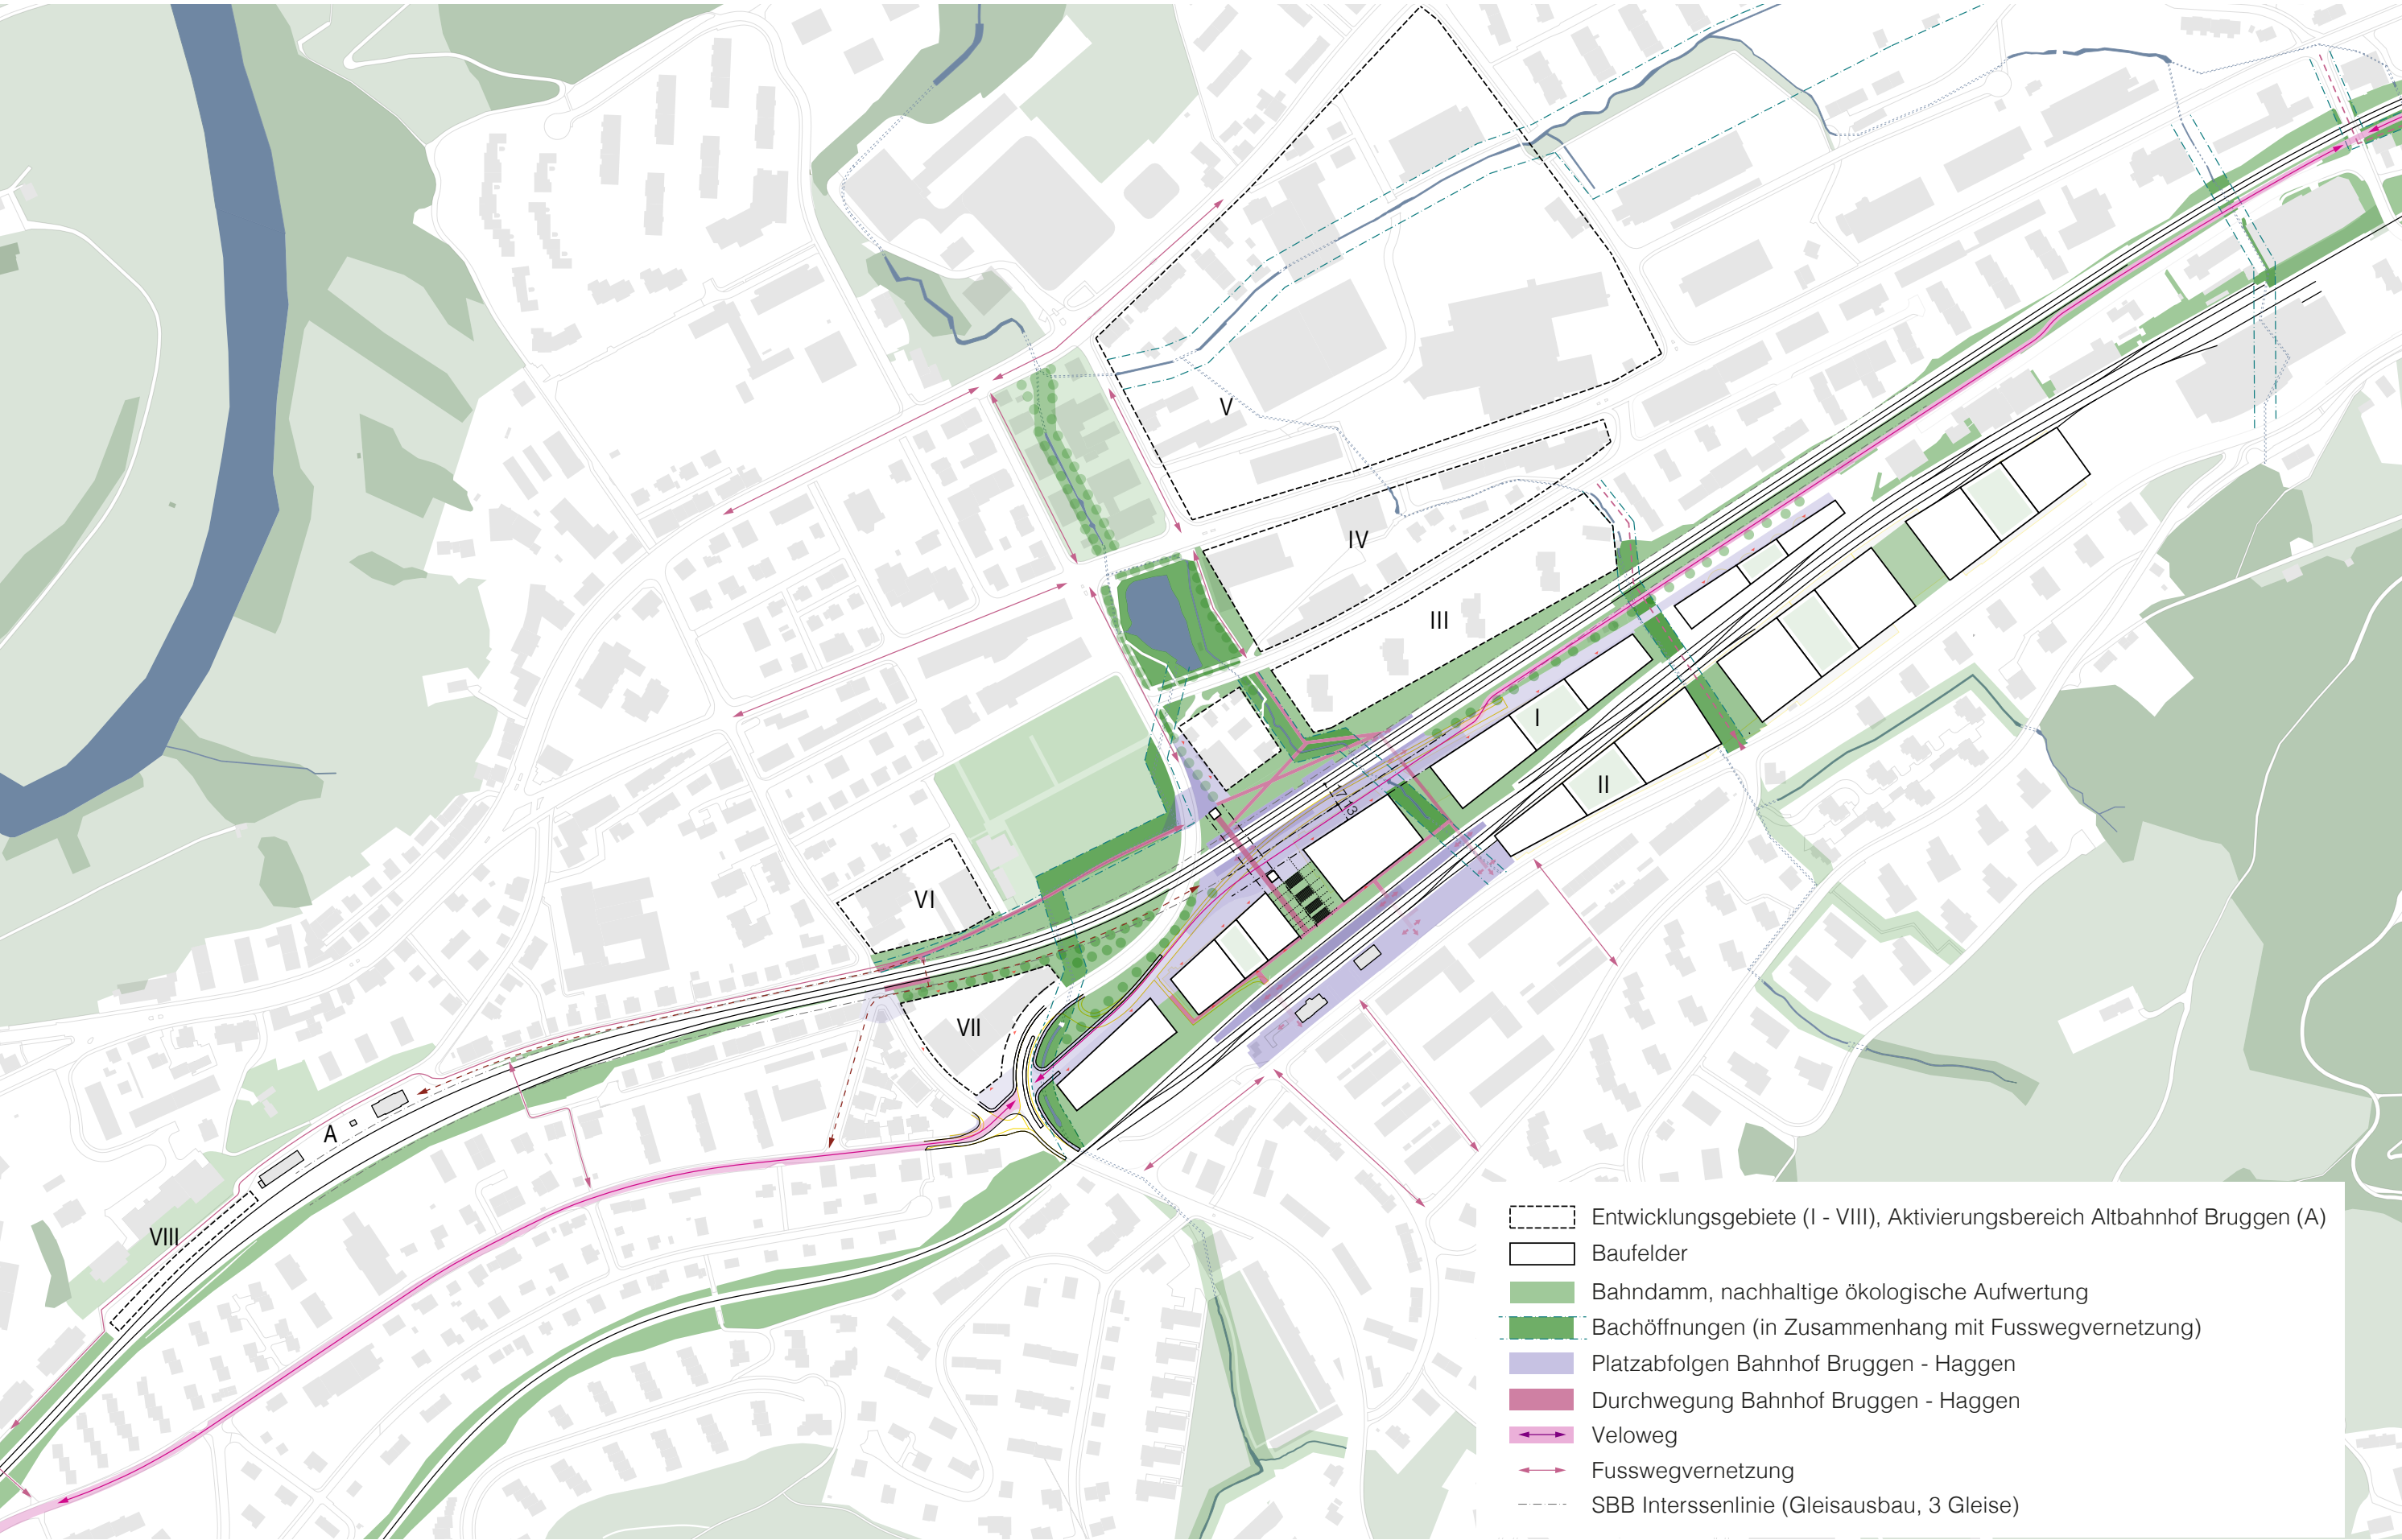 V
IV
III
I
II
VI
VII
A
VIII
Entwicklungsgebiete (I - VIII), Aktivierungsbereich Altbahnhof Bruggen (A)
Baufelder
Bahndamm, nachhaltige ökologische Aufwertung
Bachöffnungen (in Zusammenhang mit Fusswegvernetzung)
Platzabfolgen Bahnhof Bruggen - Haggen
Durchwegung Bahnhof Bruggen - Haggen
Veloweg
Fusswegvernetzung
SBB Interssenlinie (Gleisausbau, 3 Gleise)